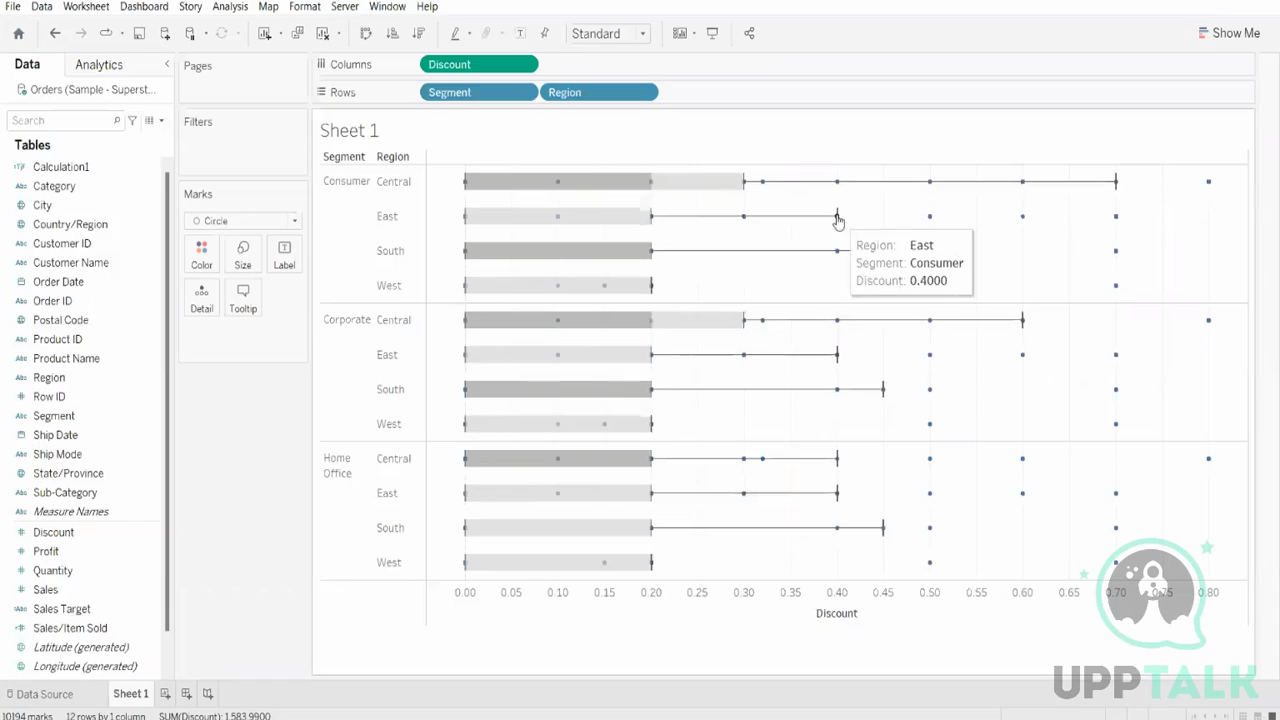 File Data Worksheet Dashboard Story Analysis Map Format Server Window Help
Standard
Show Me
Data Analytics
Orders (Sample - Superst...
Search
Tables
Calculation1
Category
City
Country/Region
Customer ID
Customer Name
Order Date
Order ID
Postal Code
Product ID
Product Name
Region
Row ID
Segment
Ship Date
Ship Mode
State/Province
Sub-Category
Measure Names
Discount
Profit
Quantity
Sales
Sales Target
Sales/Item Sold
Latitude (generated)
Longitude (generated)
Pages
Filters
Marks
Circle
Color Size Label
Detail Tooltip
Columns Discount
Rows Segment Region
Sheet 1
Segment Region
Consumer Central
East
South
West
Region: East
Segment: Consumer
Discount: 0.4000
Corporate Central
East
South
West
Home Office Central
East
South
West
0.00 0.05 0.10 0.15 0.20 0.25 0.30 0.35 0.40 0.45 0.50 0.55 0.60 0.65 0.70 0.75 0.80
Discount
UPPTALK
Data Source Sheet 1
10194 marks 12 rows by 1 column SUM(Discount): 1,583.9900